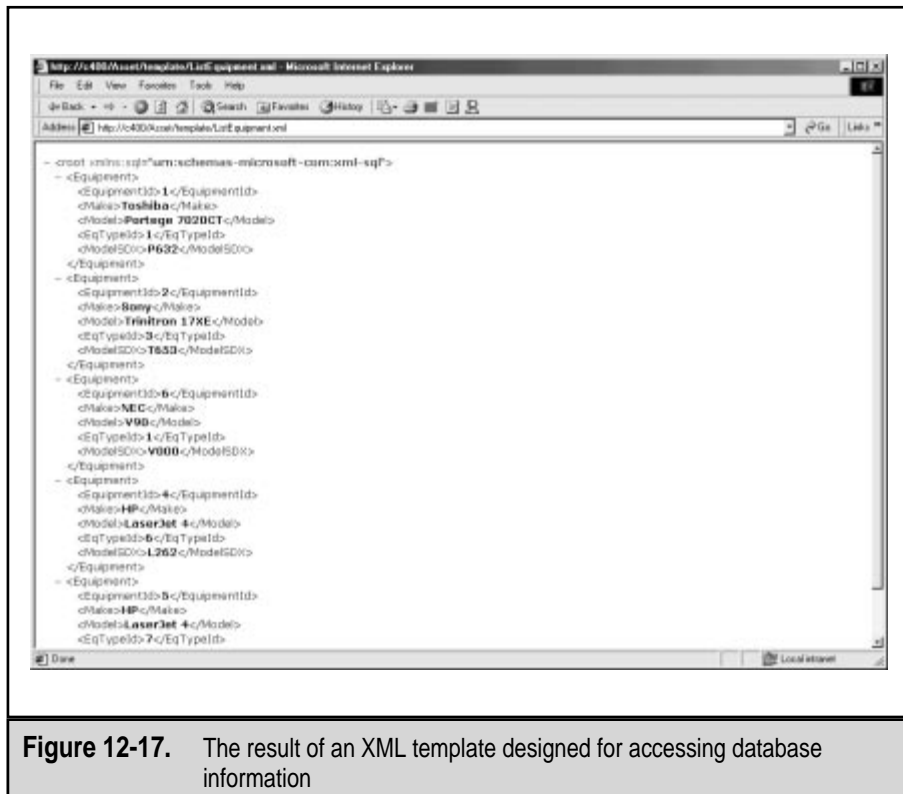 http://c400/Asset/template/ListEquipment.xml - Microsoft Internet Explorer
File Edit View Favorites Tools Help
Back Search Favorites History
Address http://c400/Asset/template/ListEquipment.xml Go Links »
- <root xmlns:sql="urn:schemas-microsoft-com:xml-sql">
- <Equipment>
<EquipmentId>1</EquipmentId>
<Make>Toshiba</Make>
<Model>Portege 7020CT</Model>
<EqTypeId>1</EqTypeId>
<ModelSDX>P632</ModelSDX>
</Equipment>
- <Equipment>
<EquipmentId>2</EquipmentId>
<Make>Sony</Make>
<Model>Trinitron 17XE</Model>
<EqTypeId>3</EqTypeId>
<ModelSDX>T653</ModelSDX>
</Equipment>
- <Equipment>
<EquipmentId>6</EquipmentId>
<Make>NEC</Make>
<Model>V90</Model>
<EqTypeId>1</EqTypeId>
<ModelSDX>V000</ModelSDX>
</Equipment>
- <Equipment>
<EquipmentId>4</EquipmentId>
<Make>HP</Make>
<Model>LaserJet 4</Model>
<EqTypeId>6</EqTypeId>
<ModelSDX>L262</ModelSDX>
</Equipment>
- <Equipment>
<EquipmentId>5</EquipmentId>
<Make>HP</Make>
<Model>LaserJet 4</Model>
<EqTypeId>7</EqTypeId>
Done Local intranet
Figure 12-17. The result of an XML template designed for accessing database
information